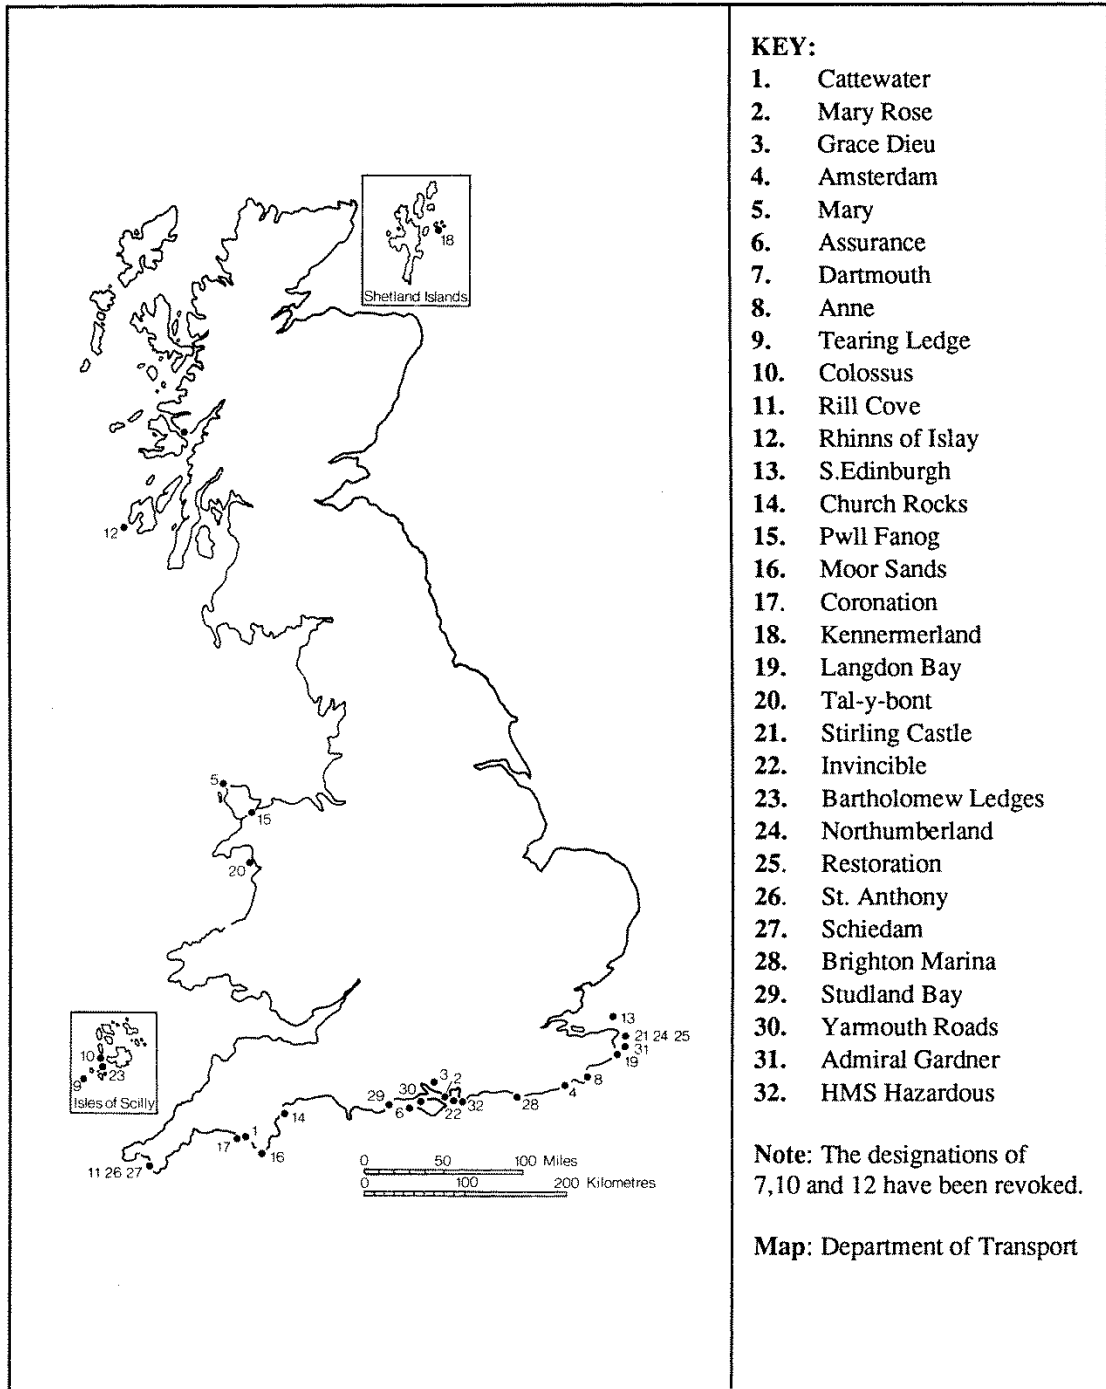 18
Shetland Islands
12
5
15
20
10
23
9
Isles of Scilly
13
21 24 25
31
19
3
30
2
8
4
29
6
22
32
28
14
1
17
16
11 26 27
0 50 100 Miles
0 100 200 Kilometres
KEY:
1. Cattewater
2. Mary Rose
3. Grace Dieu
4. Amsterdam
5. Mary
6. Assurance
7. Dartmouth
8. Anne
9. Tearing Ledge
10. Colossus
11. Rill Cove
12. Rhinns of Islay
13. S.Edinburgh
14. Church Rocks
15. Pwll Fanog
16. Moor Sands
17. Coronation
18. Kennermerland
19. Langdon Bay
20. Tal-y-bont
21. Stirling Castle
22. Invincible
23. Bartholomew Ledges
24. Northumberland
25. Restoration
26. St. Anthony
27. Schiedam
28. Brighton Marina
29. Studland Bay
30. Yarmouth Roads
31. Admiral Gardner
32. HMS Hazardous
Note: The designations of
7,10 and 12 have been revoked.
Map: Department of Transport